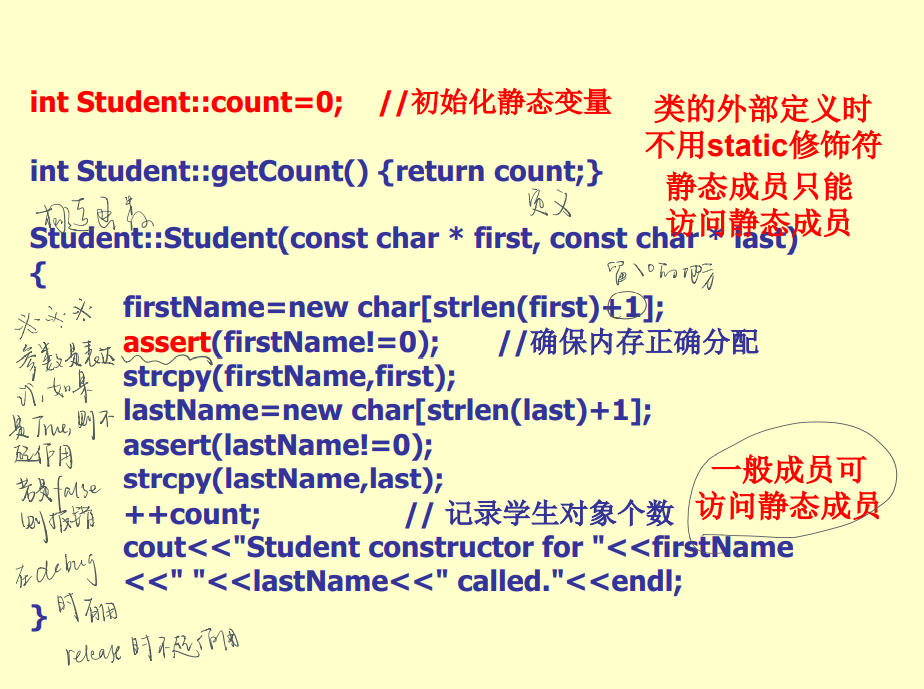 int Student::count=0;    //初始化静态变量
类的外部定义时
不用static修饰符
int Student::getCount() {return count;}
静态成员只能
访问静态成员
构造函数
Student::Student(const char * first, const char * last)
{
留\0的地方
firstName=new char[strlen(first)+1];
assert(firstName!=0);    //确保内存正确分配
strcpy(firstName,first);
lastName=new char[strlen(last)+1];
assert(lastName!=0);
strcpy(lastName,last);
++count;    // 记录学生对象个数
cout<<"Student constructor for "<<firstName
<<" "<<lastName<<" called."<<endl;
}
一般成员可
访问静态成员
参数是表达
式,如果
是True,则不
起作用
若是false
则报错
在debug
时有用
release时不起作用